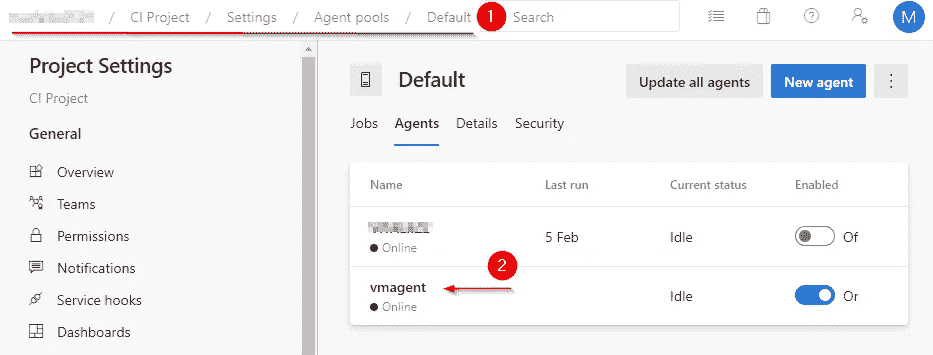 / CI Project / Settings / Agent pools / Default 1 Search M
Project Settings
CI Project
General
Overview
Teams
Permissions
Notifications
Service hooks
Dashboards
Default
Update all agents
New agent
Jobs Agents Details Security
Name Last run Current status Enabled
5 Feb Idle Of
Online
2
vmagent Idle Or
Online